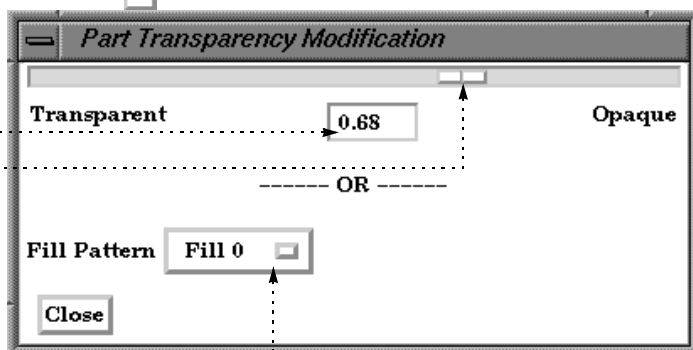 Part Transparency Modification
Transparent 0.68 Opaque
------ OR ------
Fill Pattern Fill 0
Close